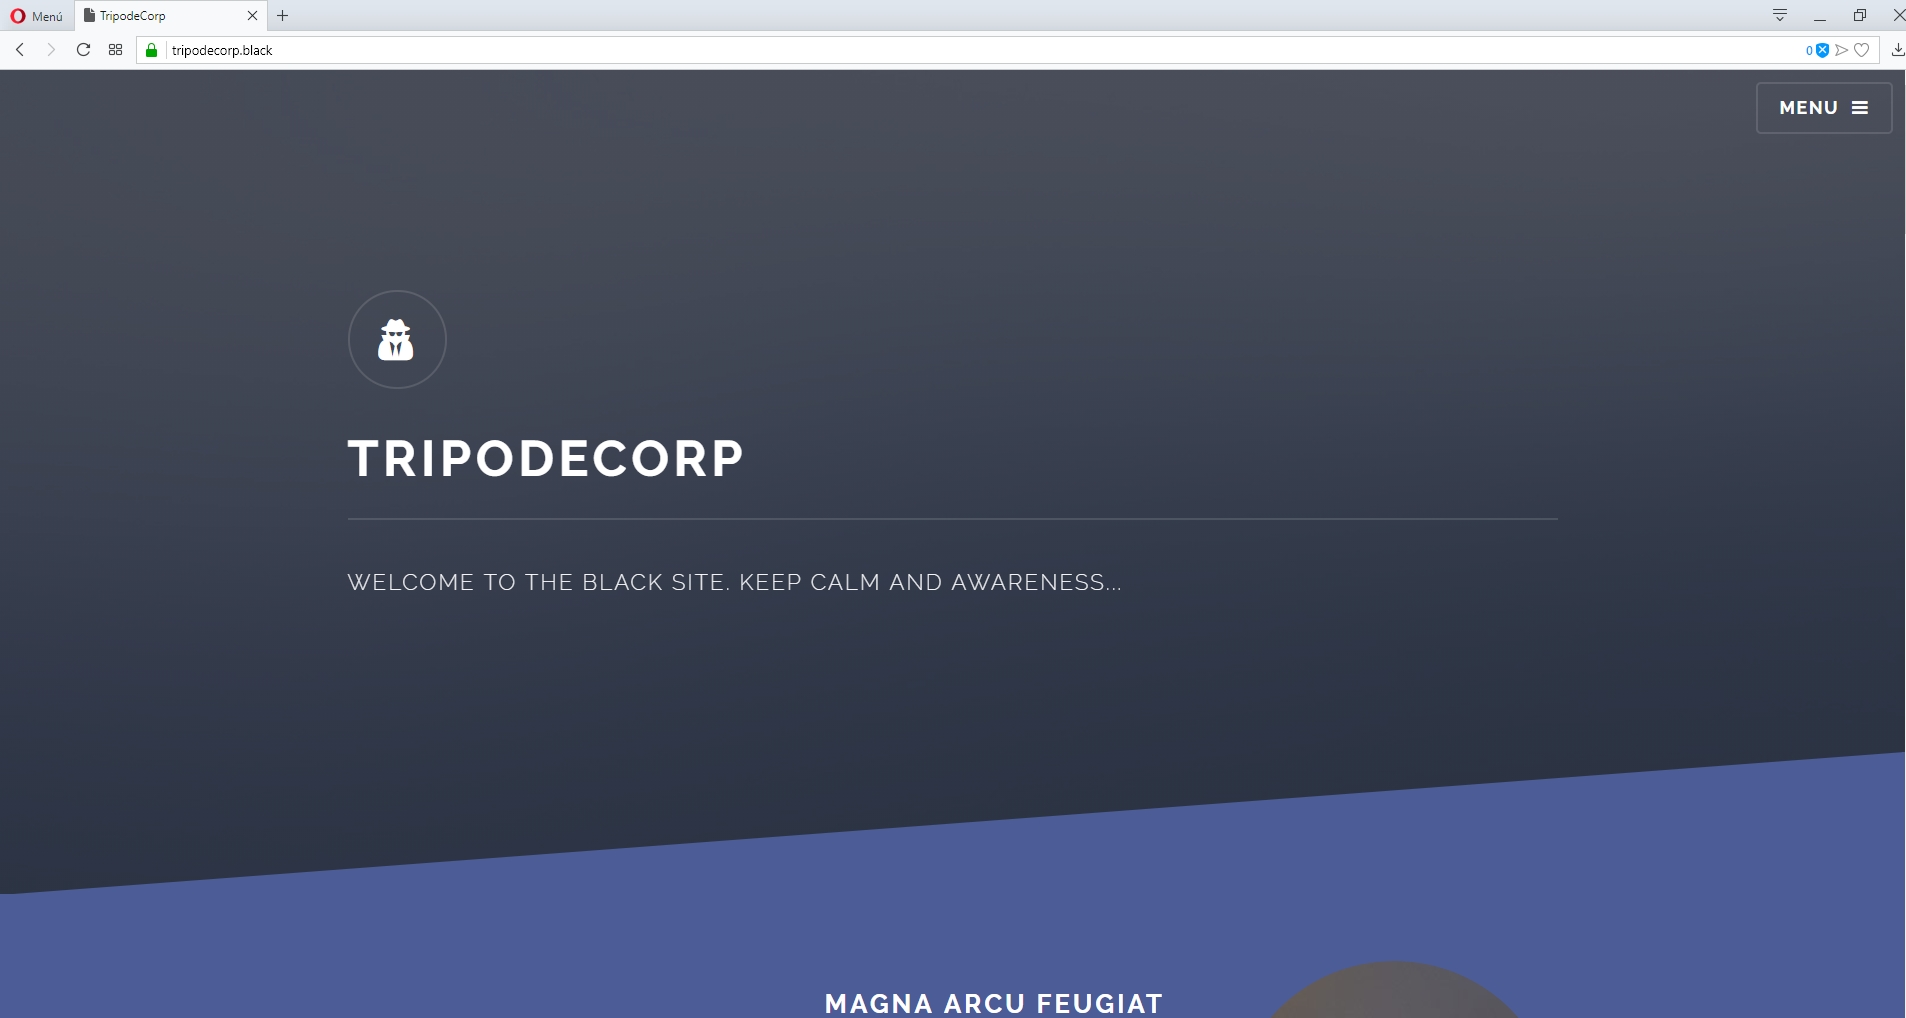 Menú
TripodeCorp
tripodecorp.black
0
MENU
TRIPODECORP
WELCOME TO THE BLACK SITE. KEEP CALM AND AWARENESS...
MAGNA ARCU FEUGIAT